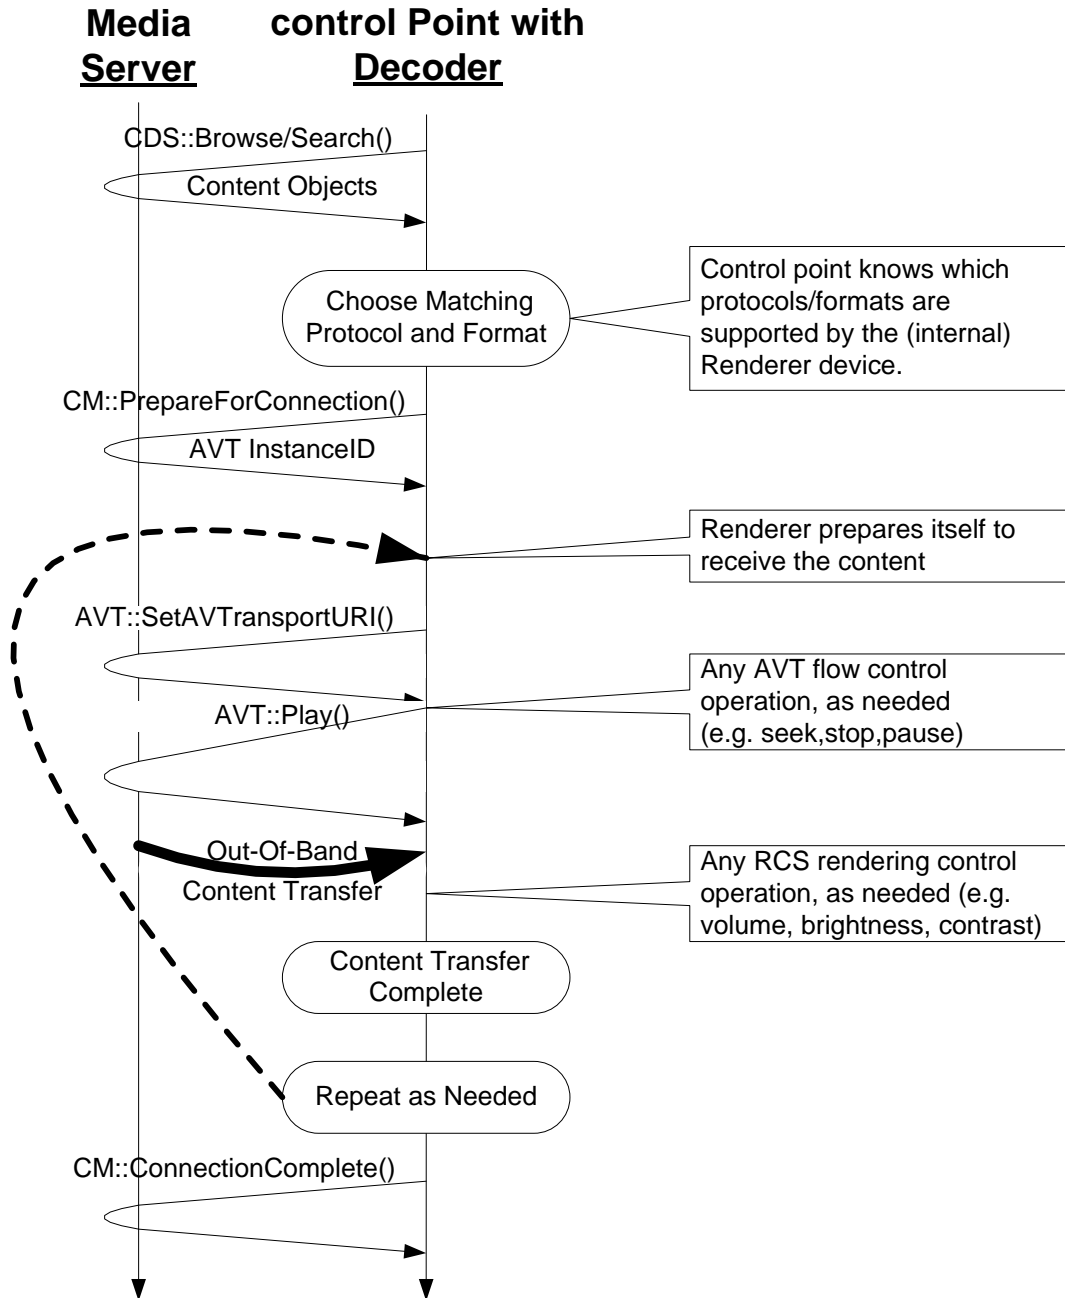 Media
Server
control Point with
Decoder
CDS::Browse/Search()
Content Objects
Choose Matching
Protocol and Format
Control point knows which
protocols/formats are
supported by the (internal)
Renderer device.
CM::PrepareForConnection()
AVT InstanceID
Renderer prepares itself to
receive the content
AVT::SetAVTransportURI()
Any AVT flow control
operation, as needed
(e.g. seek,stop,pause)
AVT::Play()
Out-Of-Band
Content Transfer
Any RCS rendering control
operation, as needed (e.g.
volume, brightness, contrast)
Content Transfer
Complete
Repeat as Needed
CM::ConnectionComplete()